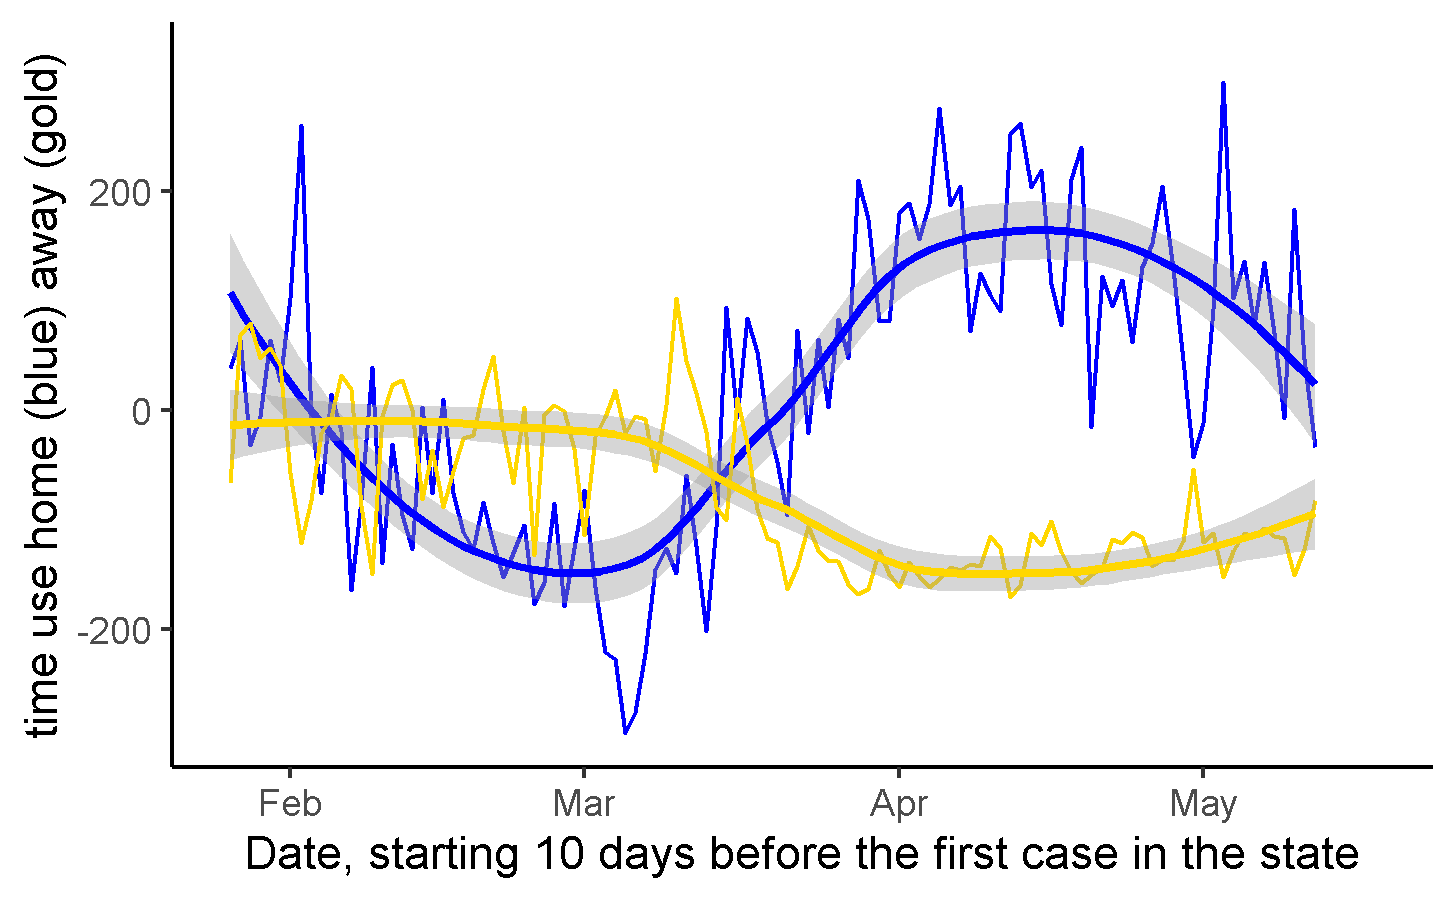 time use home (blue) away (gold)
200
0
-200
Feb Mar Apr May
Date, starting 10 days before the first case in the state